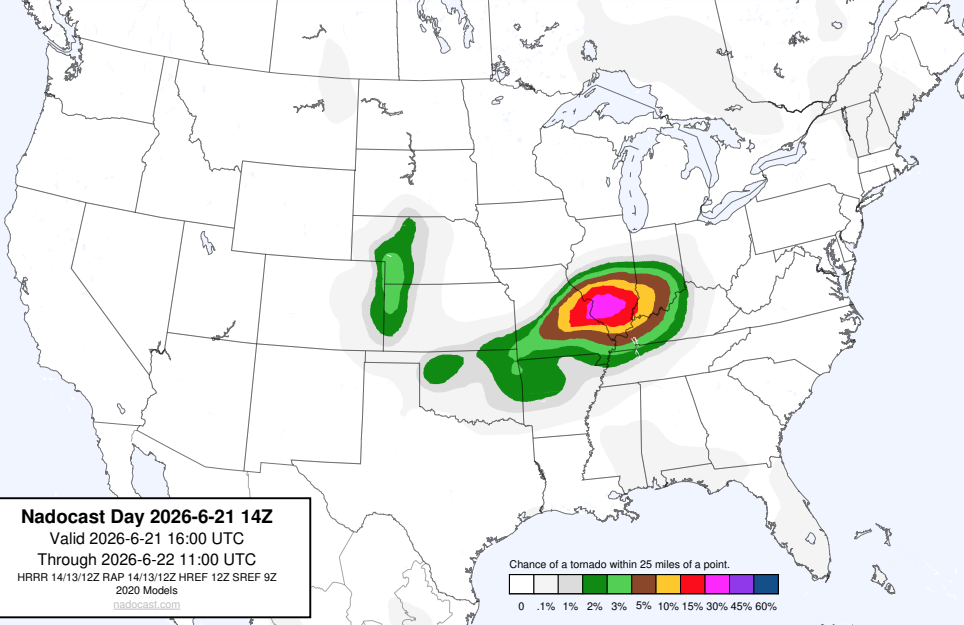 Nadocast Day 2026-6-21 14Z
Valid 2026-6-21 16:00 UTC
Through 2026-6-22 11:00 UTC
HRRR 14/13/12Z RAP 14/13/12Z HREF 12Z SREF 9Z
2020 Models
nadocast.com
Chance of a tornado within 25 miles of a point.
0 .1% 1% 2% 3% 5% 10% 15% 30% 45% 60%